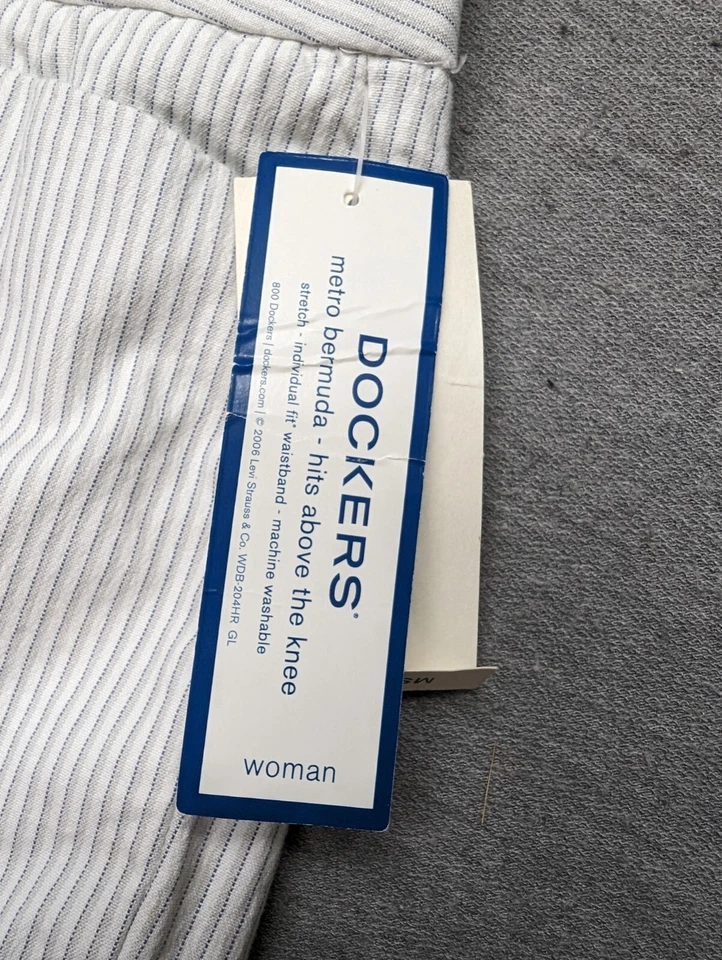 DOCKERS®
metro bermuda - hits above the knee
stretch - individual fit® waistband - machine washable
800 Dockers | dockers.com | © 2006 Levi Strauss & Co. WDB-204HR GL
woman